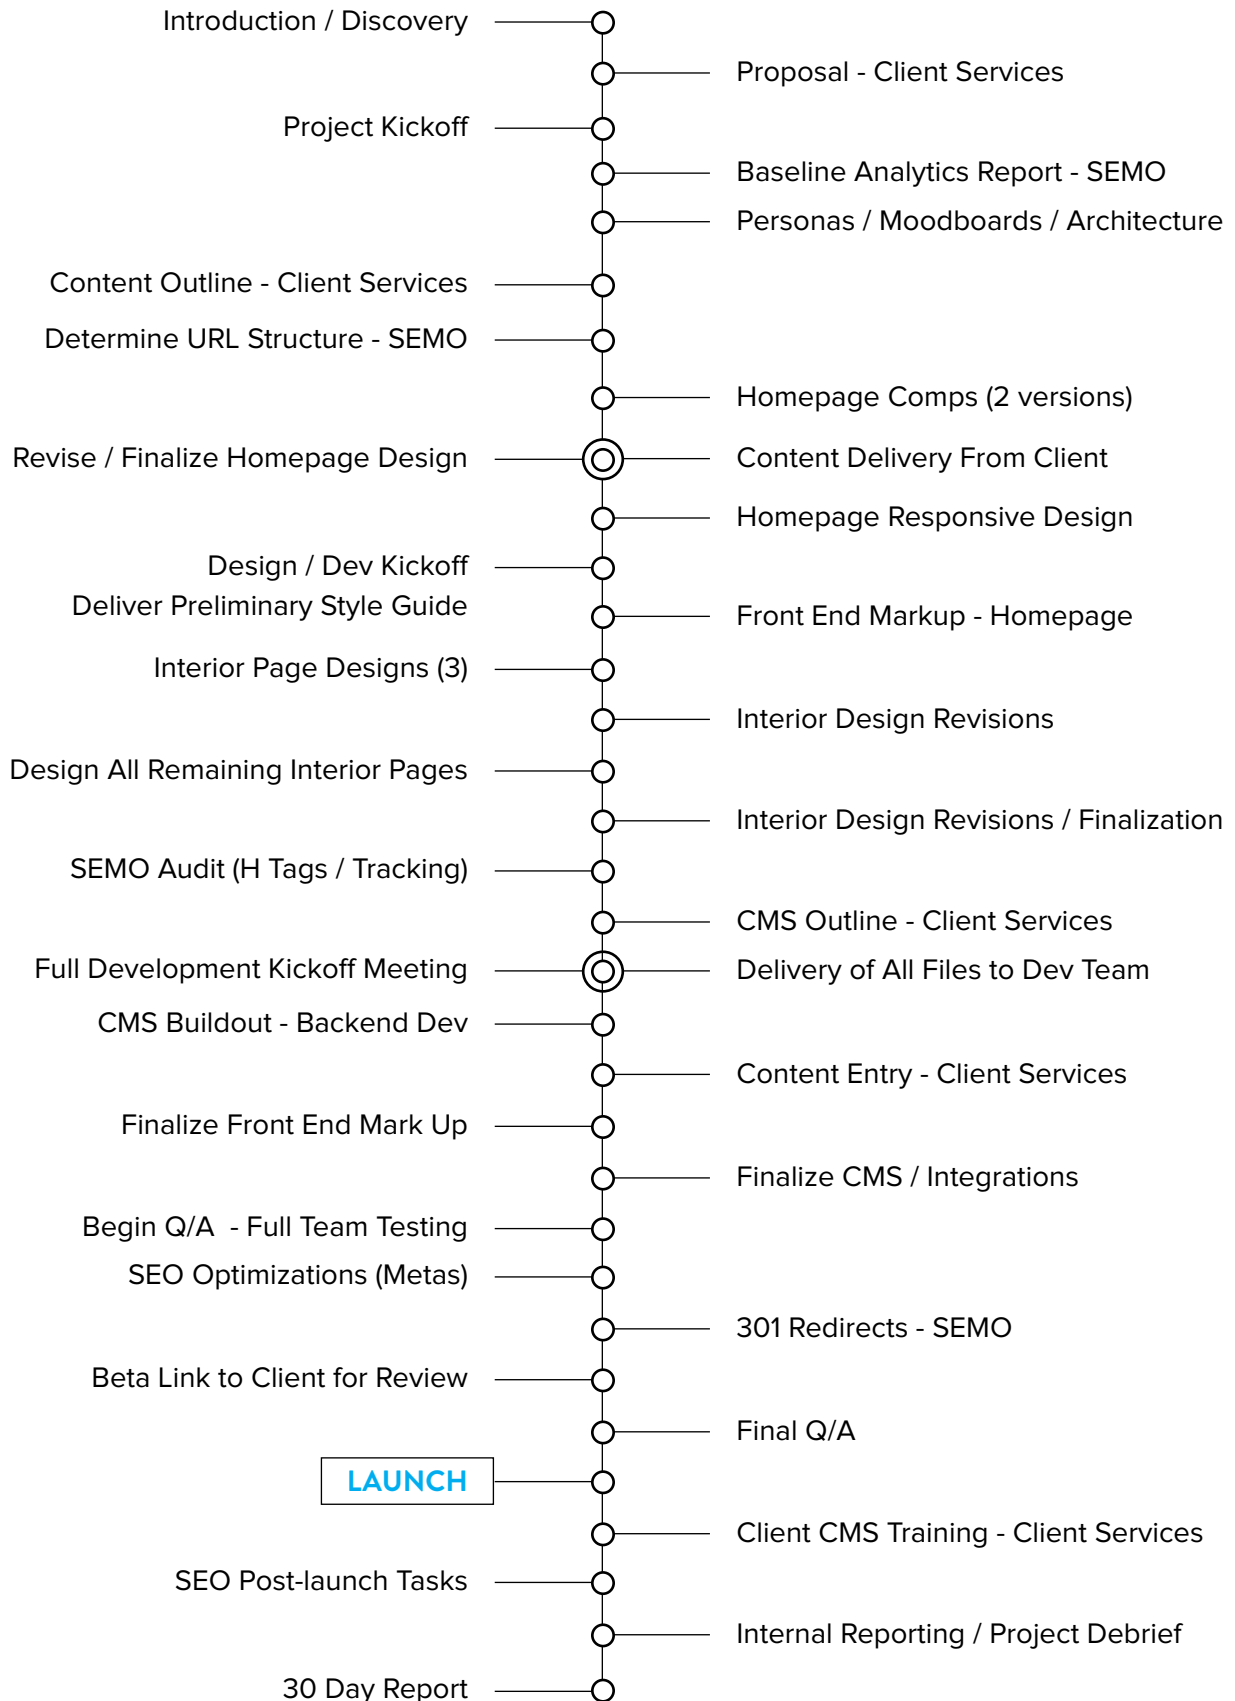 Introduction / Discovery
Proposal - Client Services
Project Kickoff
Baseline Analytics Report - SEMO
Personas / Moodboards / Architecture
Content Outline - Client Services
Determine URL Structure - SEMO
Homepage Comps (2 versions)
Revise / Finalize Homepage Design
Content Delivery From Client
Homepage Responsive Design
Design / Dev Kickoff
Deliver Preliminary Style Guide
Front End Markup - Homepage
Interior Page Designs (3)
Interior Design Revisions
Design All Remaining Interior Pages
Interior Design Revisions / Finalization
SEMO Audit (H Tags / Tracking)
CMS Outline - Client Services
Full Development Kickoff Meeting
Delivery of All Files to Dev Team
CMS Buildout - Backend Dev
Content Entry - Client Services
Finalize Front End Mark Up
Finalize CMS / Integrations
Begin Q/A  - Full Team Testing
SEO Optimizations (Metas)
301 Redirects - SEMO
Beta Link to Client for Review
Final Q/A
LAUNCH
Client CMS Training - Client Services
SEO Post-launch Tasks
Internal Reporting / Project Debrief
30 Day Report